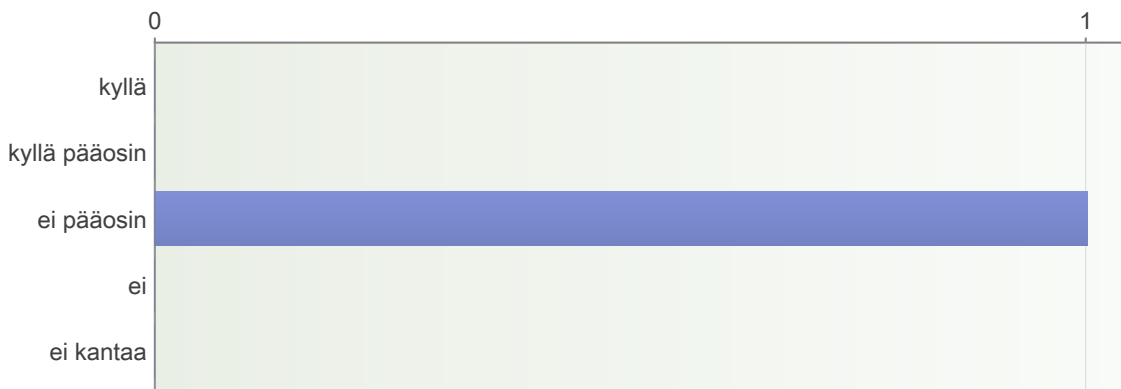 0 1
kyllä
kyllä pääosin
ei pääosin
ei
ei kantaa